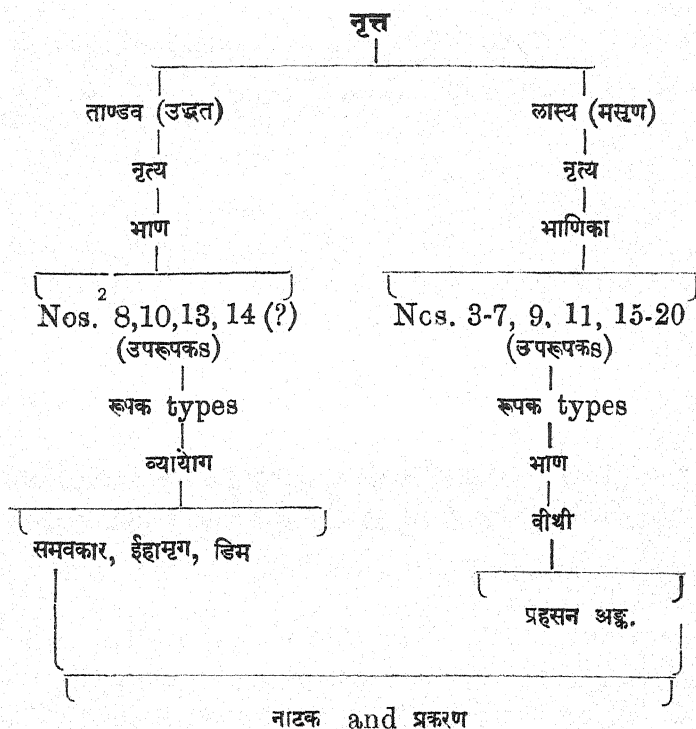 नृत्त
ताण्डव (उद्धत) लास्य (मसृण)
नृत्य नृत्य
भाण भाणिका
Nos.² 8,10,13, 14 (?) Ncs. 3-7, 9, 11, 15-20
(उपरूपकs) (उपरूपकs)
रूपक types रूपक types
व्यायेाग भाण
वीथी
समवकार, ईहामृग, डिम
प्रहसन अङ्क.
नाटक and प्रकरण